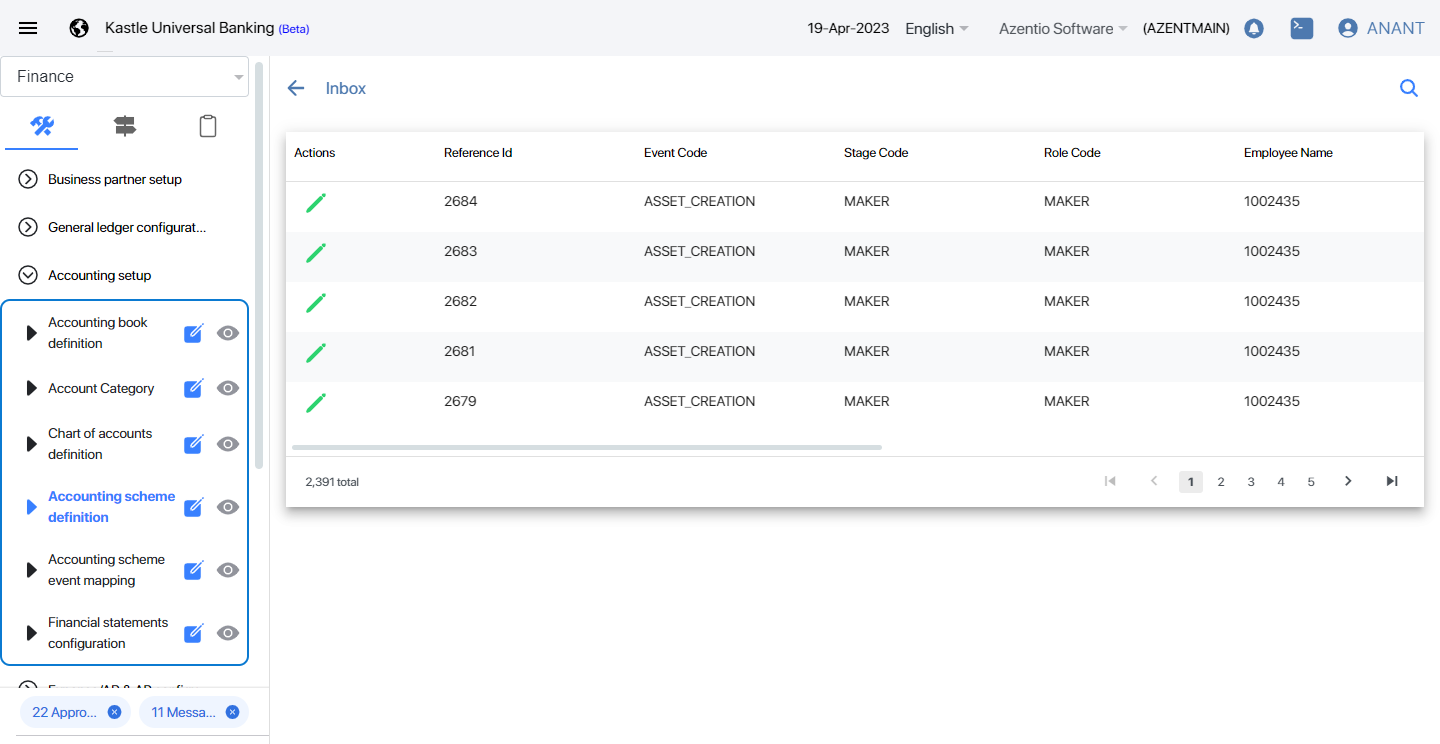 Kastle Universal Banking (Beta)
19-Apr-2023 English Azentio Software (AZENTMAIN) ANANT
Finance
Business partner setup
General ledger configurat...
Accounting setup
Accounting book
definition
Account Category
Chart of accounts
definition
Accounting scheme
definition
Accounting scheme
event mapping
Financial statements
configuration
22 Appro...
11 Messa...
Inbox
Actions Reference Id Event Code Stage Code Role Code Employee Name
2684 ASSET_CREATION MAKER MAKER 1002435
2683 ASSET_CREATION MAKER MAKER 1002435
2682 ASSET_CREATION MAKER MAKER 1002435
2681 ASSET_CREATION MAKER MAKER 1002435
2679 ASSET_CREATION MAKER MAKER 1002435
2,391 total
1 2 3 4 5